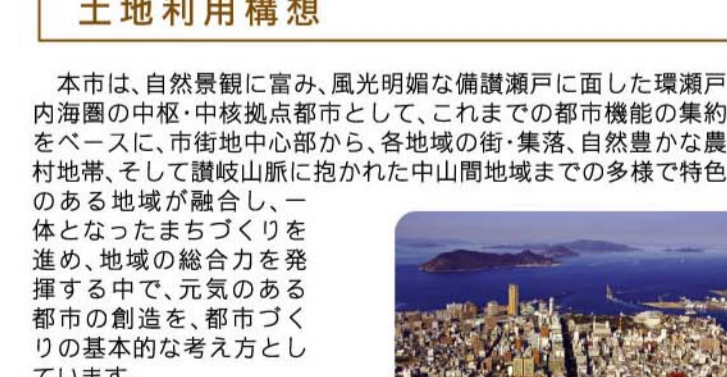 土地利用構想
本市は、自然景観に富み、風光明媚な備讃瀬戸に面した環瀬戸
内海圏の中枢・中核拠点都市として、これまでの都市機能の集約
をベースに、市街地中心部から、各地域の街・集落、自然豊かな農
村地帯、そして讃岐山脈に抱かれた中山間地域までの多様で特色
のある地域が融合し、一
体となったまちづくりを
進め、地域の総合力を発
揮する中で、元気のある
都市の創造を、都市づく
りの基本的な考え方とし
ています。